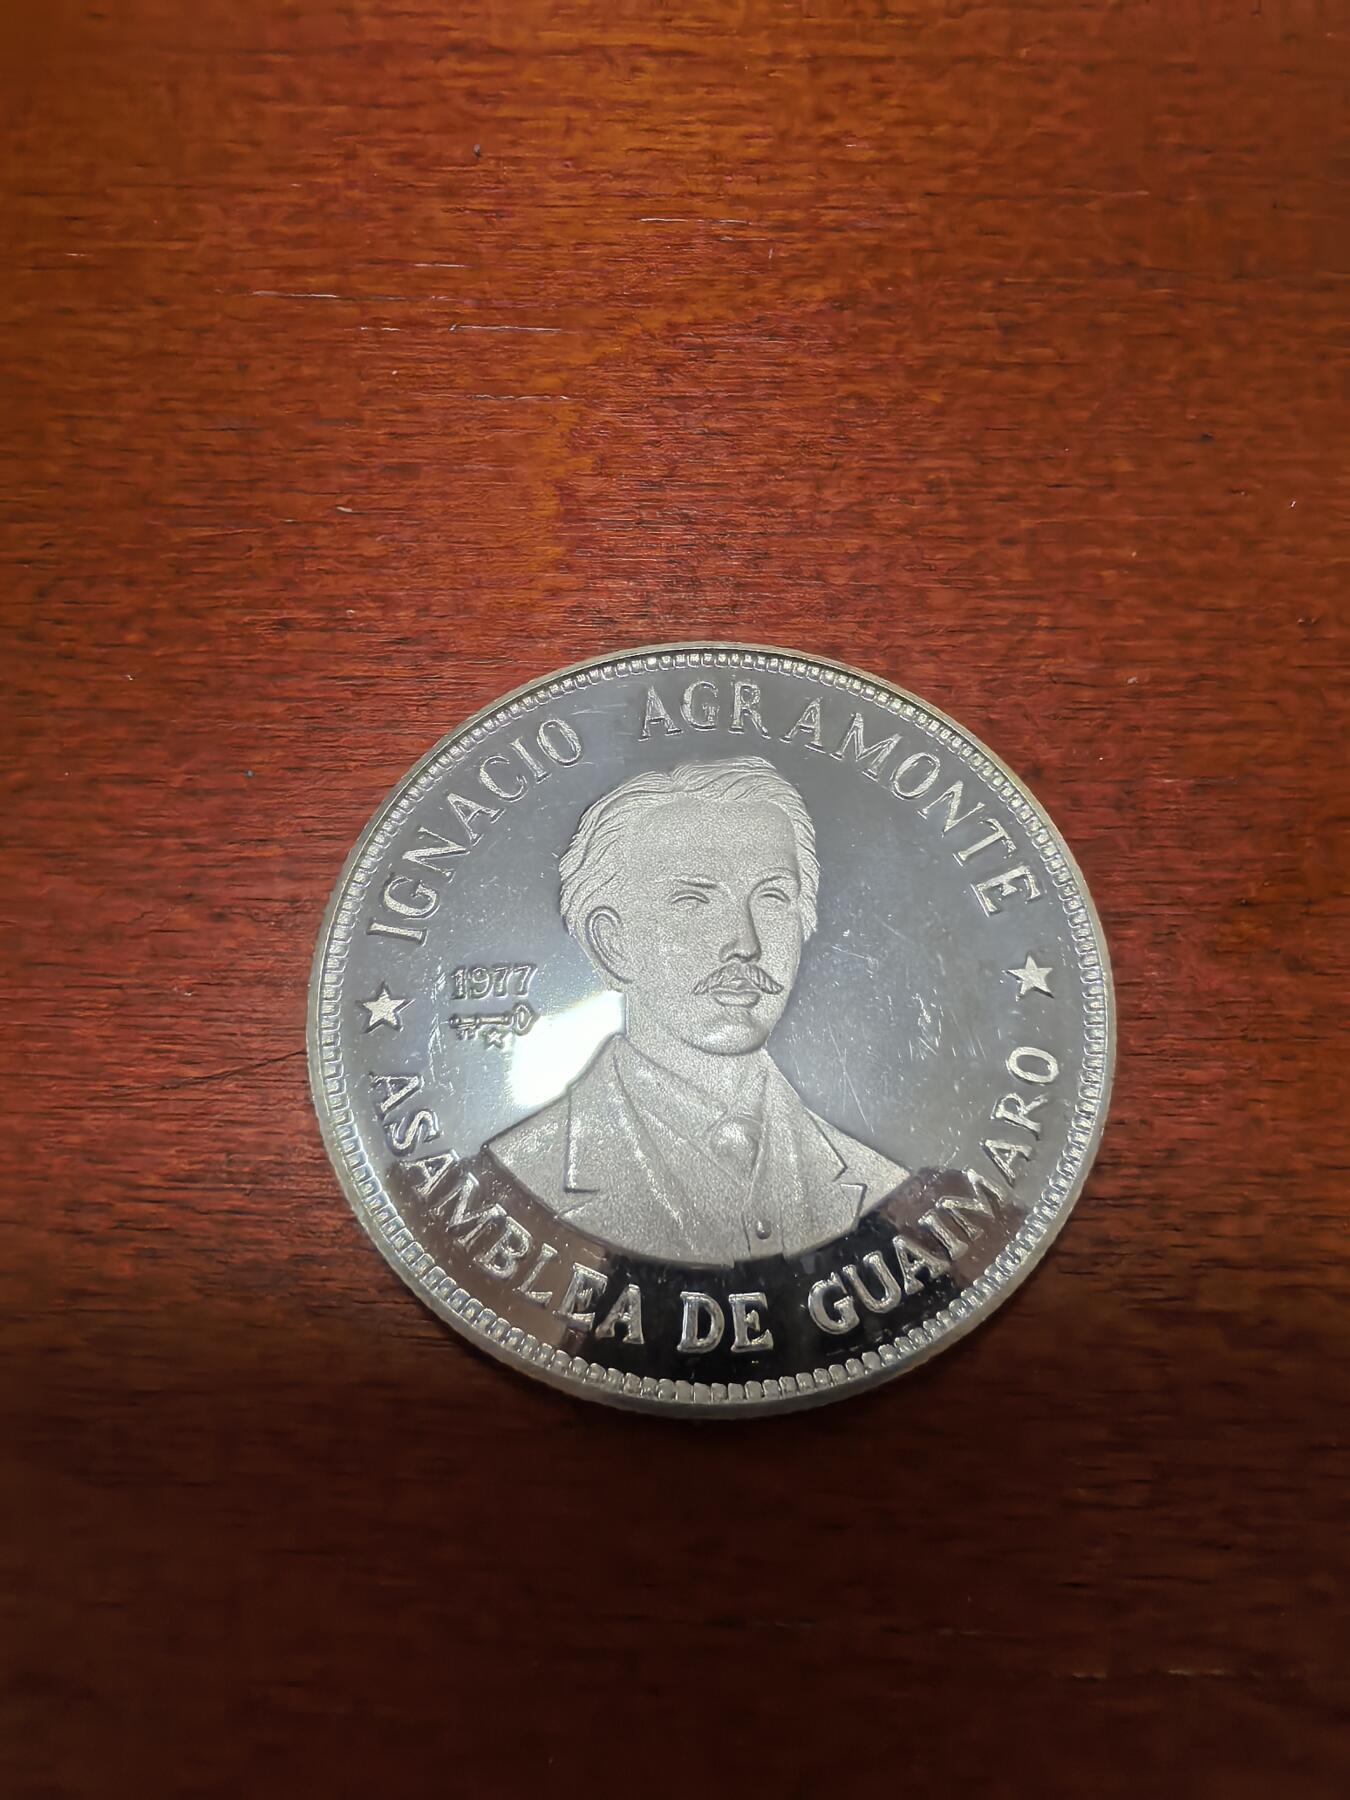 IGNACIO AGRAMONTE
1977
ASAMBLEA DE GUAIMARO